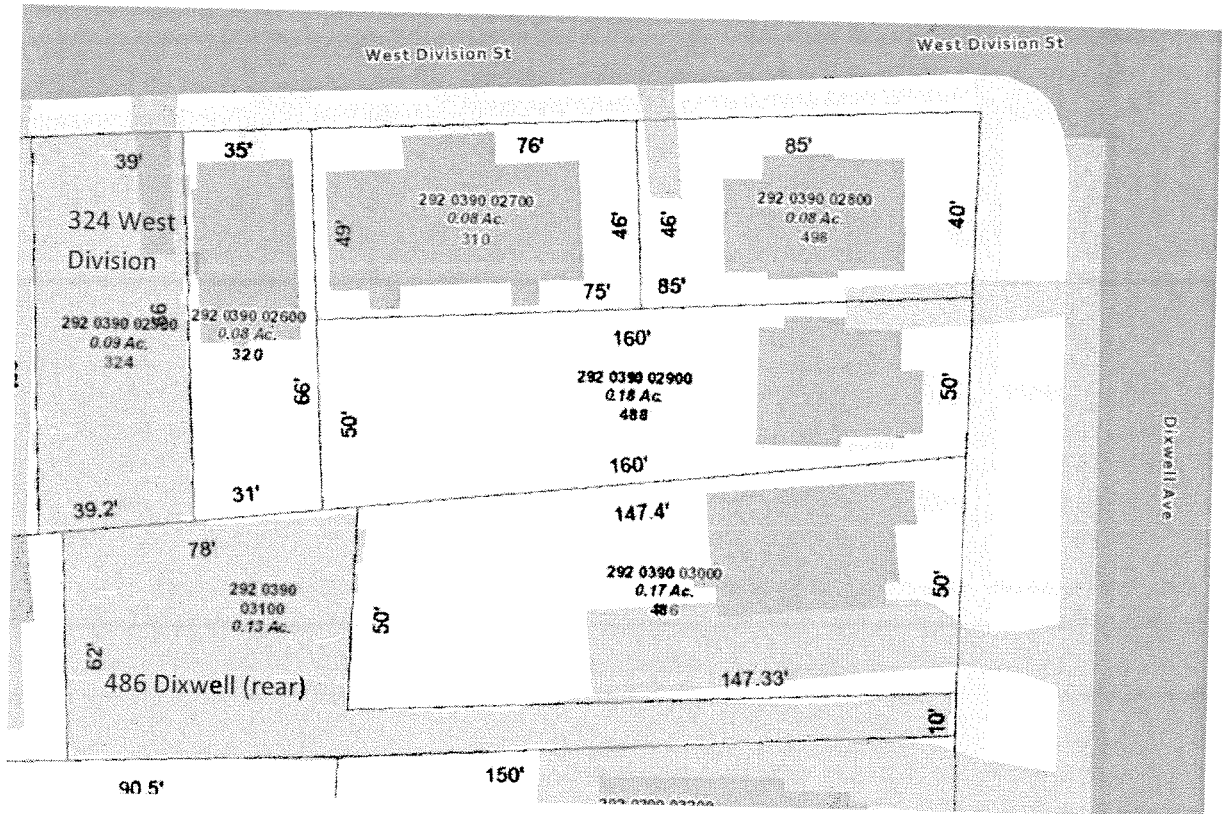 West Division St
West Division St
39'
35'
76'
85'
324 West
Division
49'
292 0390 02700
0.08 Ac.
310
46'
46'
292 0390 02800
0.08 Ac.
498
40'
75'
85'
66'
0.09 Ac.
324
292 0390 02600
0.08 Ac.
320
66'
160'
292 0390 02900
0.18 Ac.
488
50'
50'
160'
39.2'
31'
78'
147.4'
Dixwell Ave
292 0390
03100
0.13 Ac.
292 0390 03000
0.17 Ac.
486
50'
50'
62'
486 Dixwell (rear)
147.33'
10'
90.5'
150'